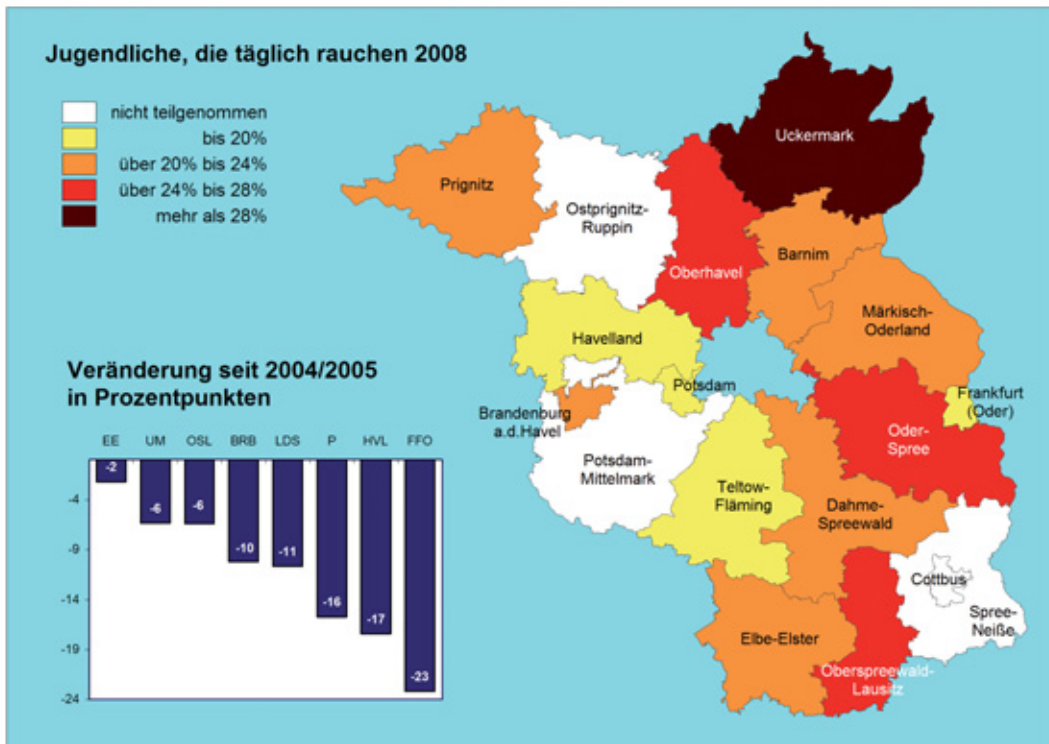 Jugendliche, die täglich rauchen 2008
nicht teilgenommen
bis 20%
über 20% bis 24%
über 24% bis 28%
mehr als 28%
Uckermark
Prignitz
Ostprignitz-
Ruppin
Oberhavel
Barnim
Märkisch-
Oderland
Havelland
Potsdam
Frankfurt
(Oder)
Brandenburg
a.d.Havel
Oder-
Spree
Potsdam-
Mittelmark
Teltow-
Fläming
Dahme-
Spreewald
Cottbus
Spree-
Neiße
Elbe-Elster
Oberspreewald-
Lausitz
Veränderung seit 2004/2005
in Prozentpunkten
EE UM OSL BRB LDS P HVL FFO
-2 -6 -6 -10 -11 -16 -17 -23
-4
-9
-14
-19
-24